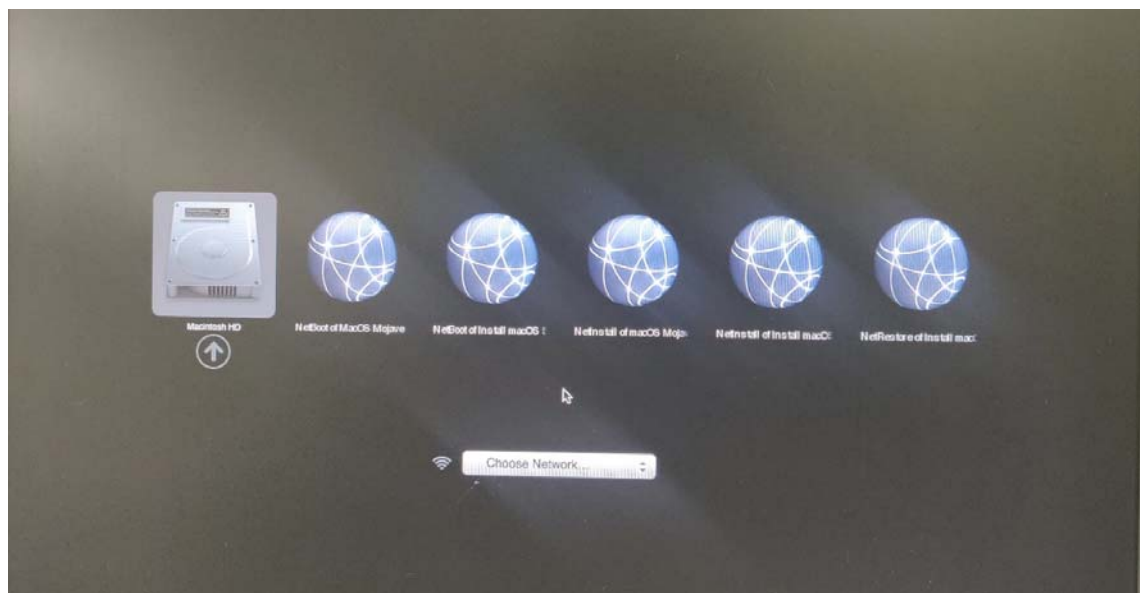 Macintosh HD
NetBoot of MacOS Mojave
NetBoot of Install macOS
NetInstall of macOS Moja
NetInstall of Install macO
NetRestore of Install mac
Choose Network...